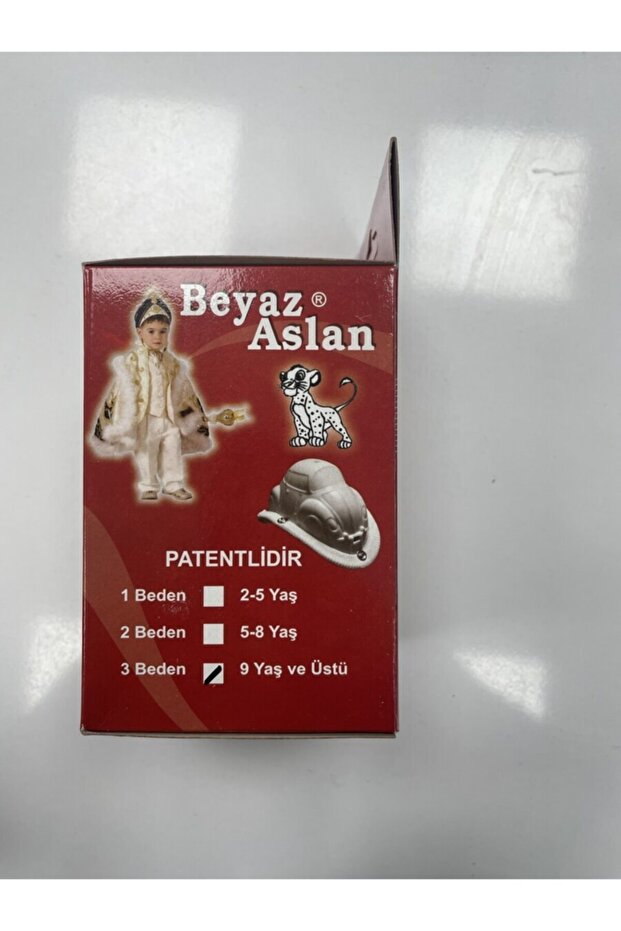 Beyaz ®
Aslan
PATENTLİDİR
1 Beden 2-5 Yaş
2 Beden 5-8 Yaş
3 Beden 9 Yaş ve Üstü